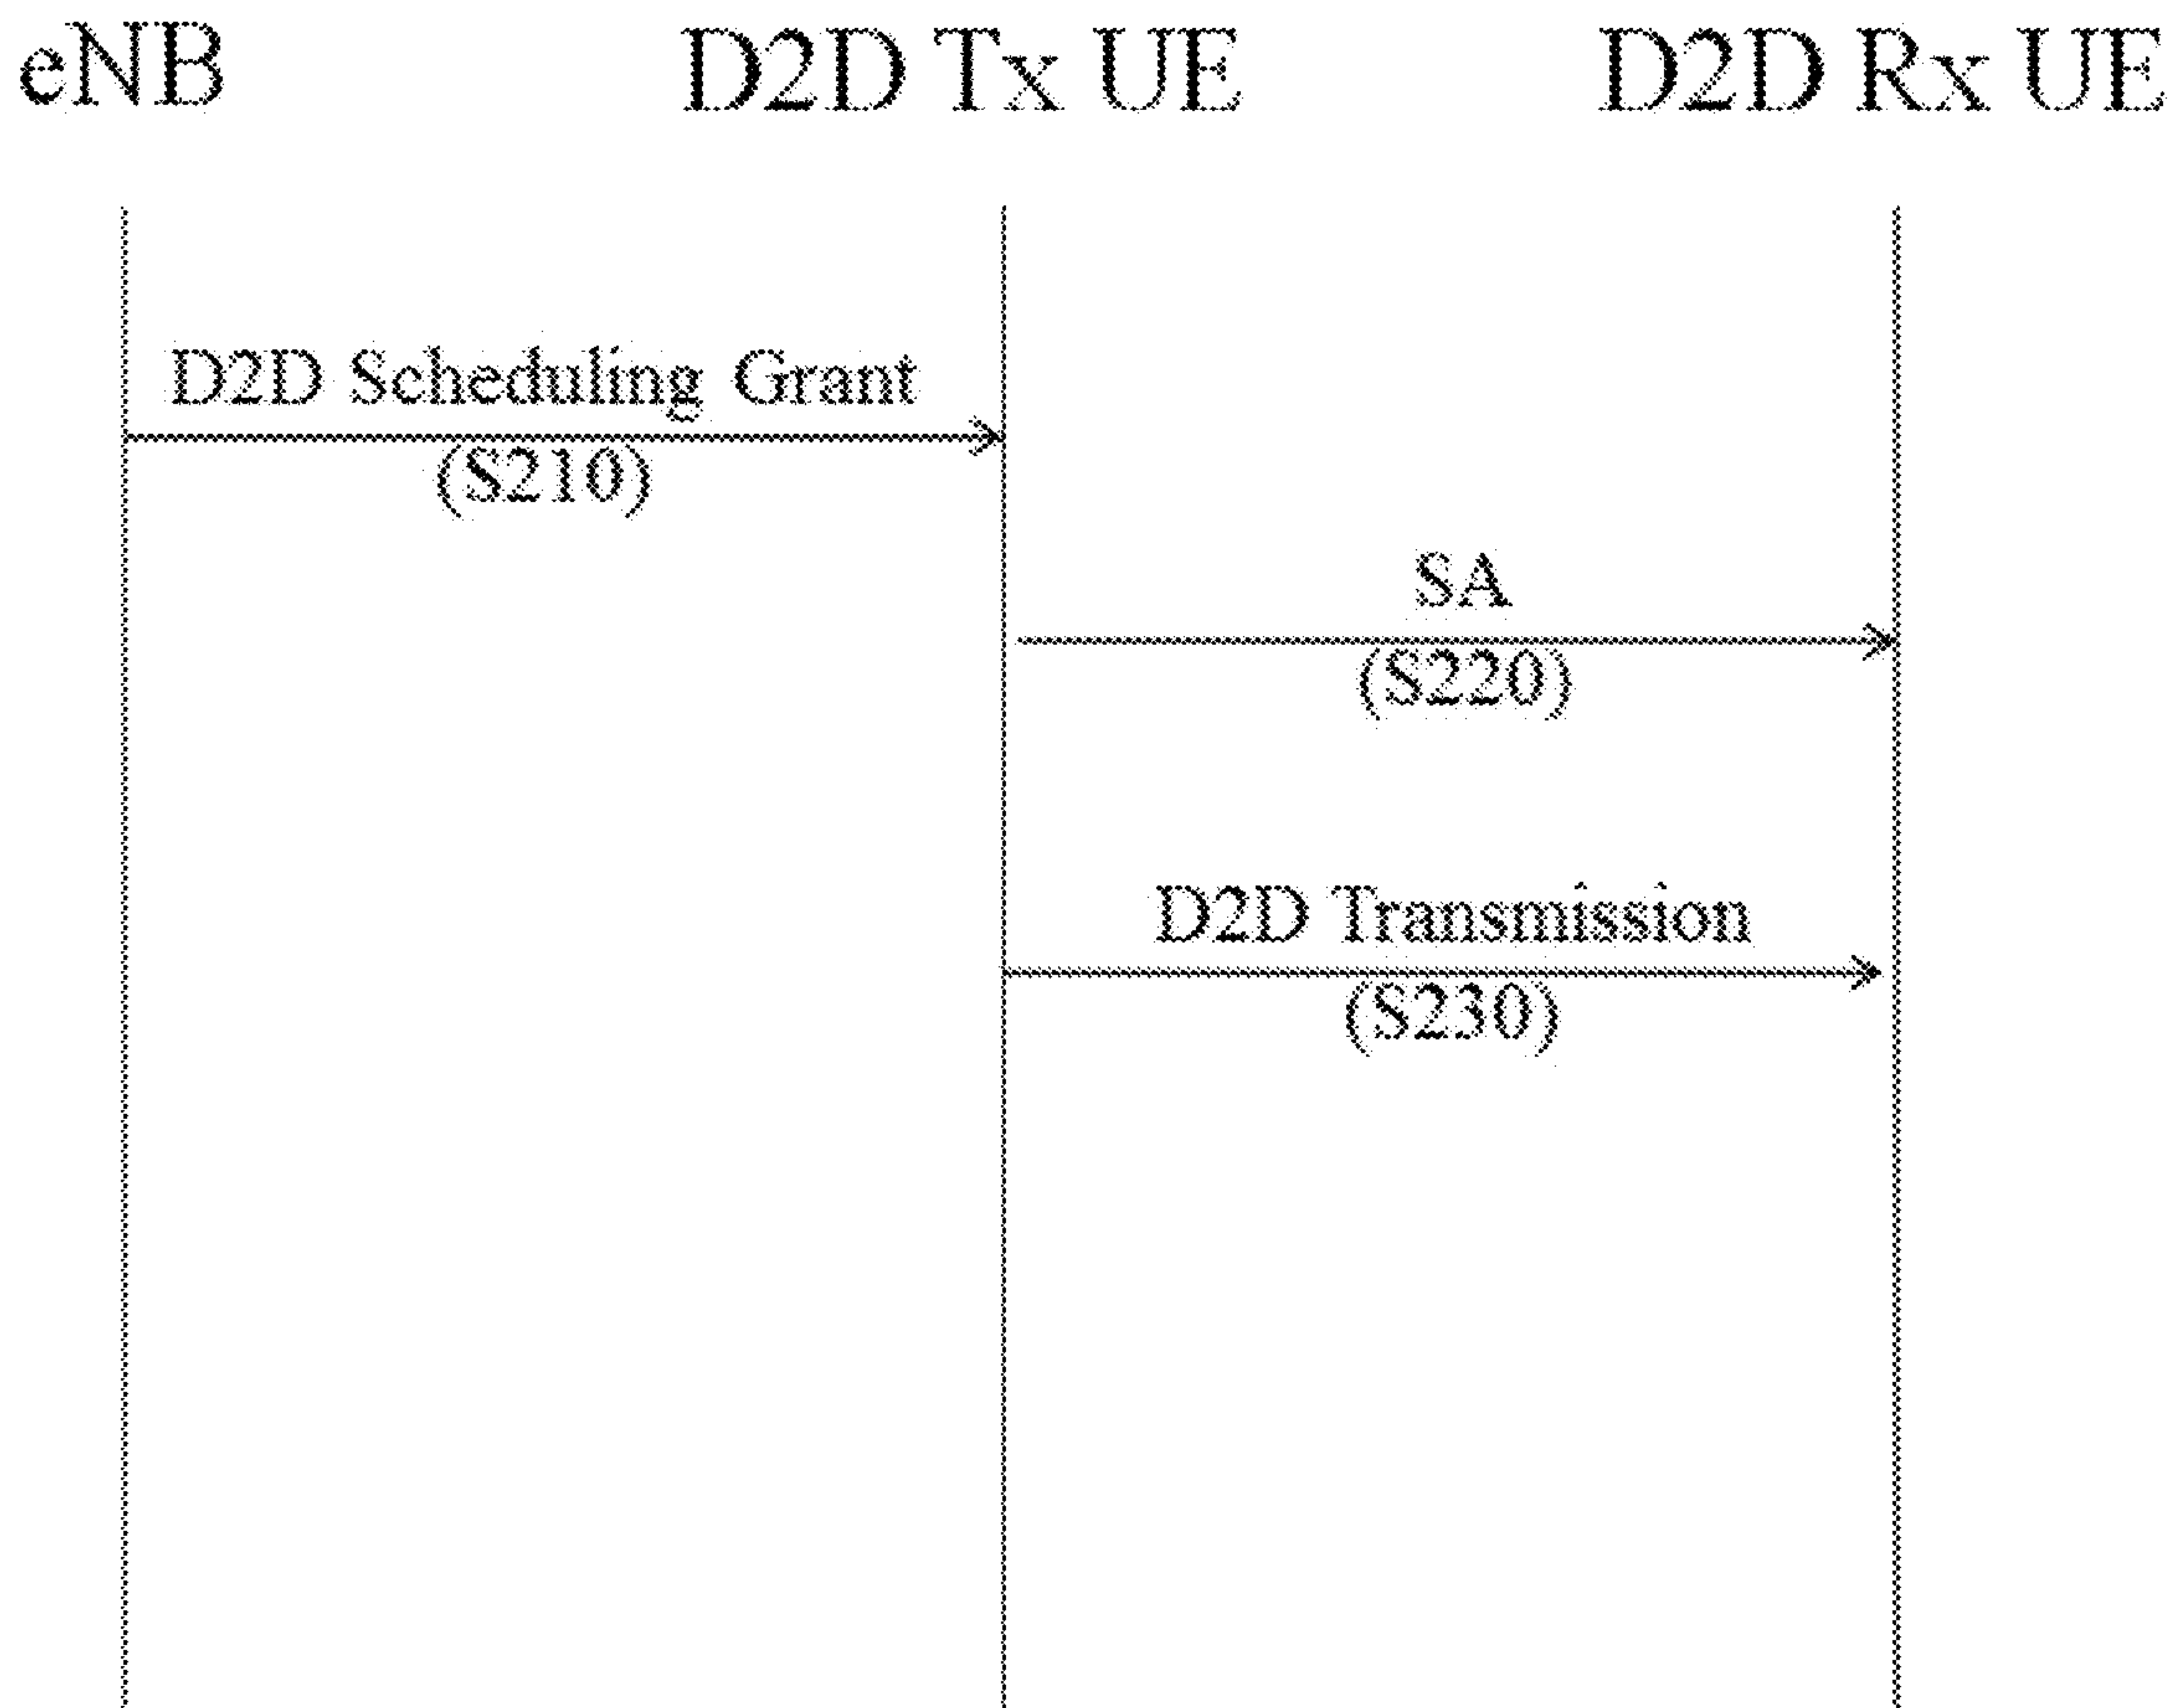 eNB D2D Tx UE D2D Rx UE
D2D Scheduling Grant
(S210)
SA
(S220)
D2D Transmission
(S230)